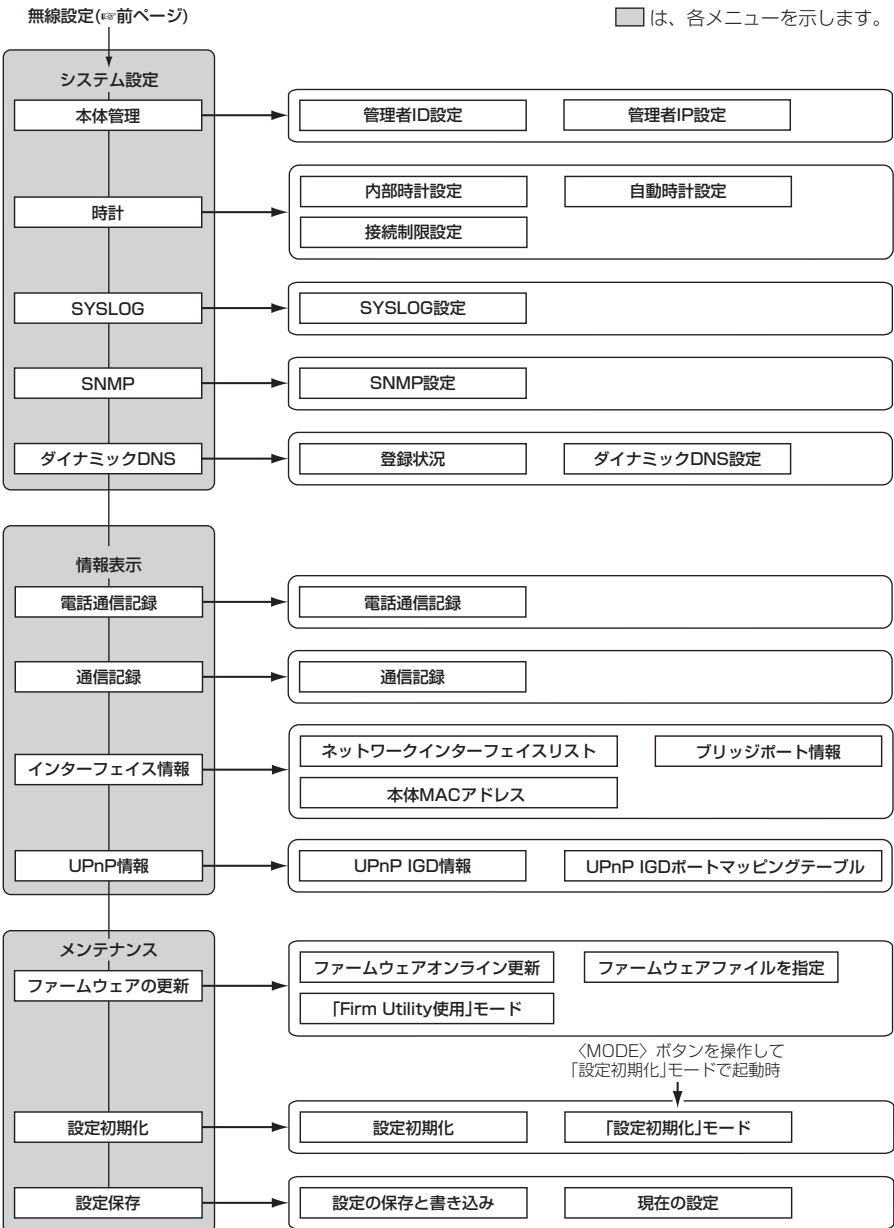 無線設定(☞前ページ)
は、各メニューを示します。
システム設定
本体管理
管理者ID設定
管理者IP設定
時計
内部時計設定
自動時計設定
接続制限設定
SYSLOG
SYSLOG設定
SNMP
SNMP設定
ダイナミックDNS
登録状況
ダイナミックDNS設定
情報表示
電話通信記録
電話通信記録
通信記録
通信記録
インターフェイス情報
ネットワークインターフェイスリスト
ブリッジポート情報
本体MACアドレス
UPnP情報
UPnP IGD情報
UPnP IGDポートマッピングテーブル
メンテナンス
ファームウェアの更新
ファームウェアオンライン更新
ファームウェアファイルを指定
「Firm Utility使用」モード
〈MODE〉ボタンを操作して
「設定初期化」モードで起動時
設定初期化
設定初期化
「設定初期化」モード
設定保存
設定の保存と書き込み
現在の設定